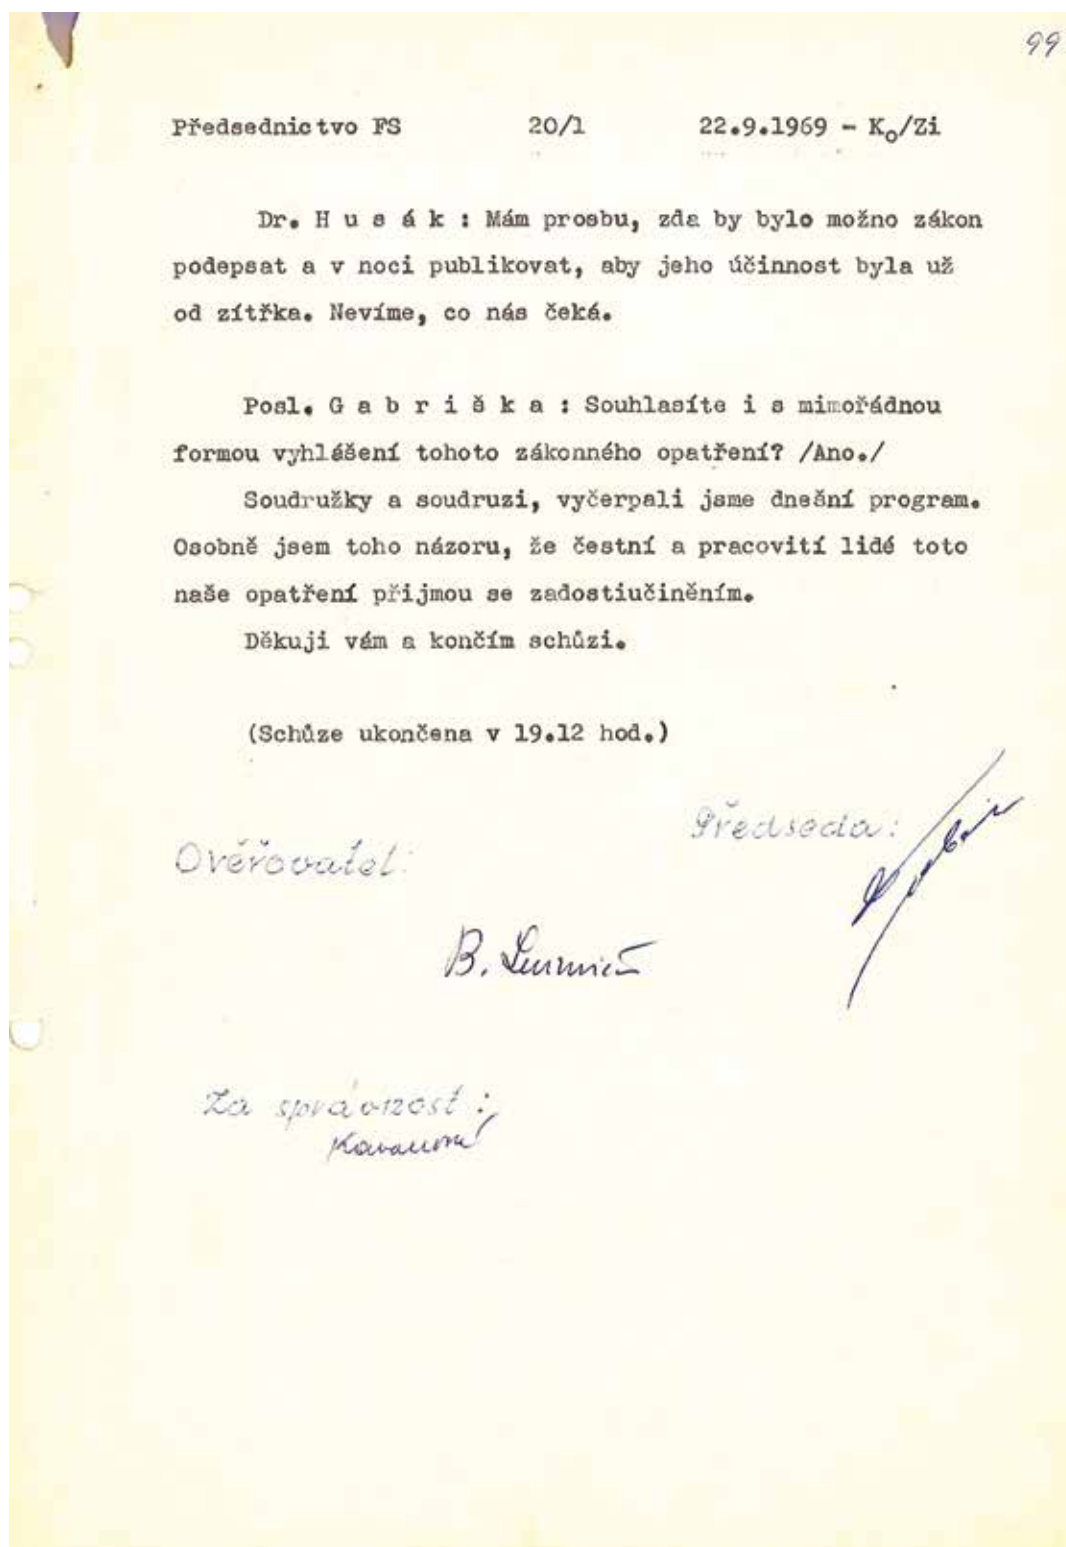 99
Předsednictvo FS 20/1 22.9.1969 - Ko/Zi
Dr. H u s á k : Mám prosbu, zda by bylo možno zákon
podepsat a v noci publikovat, aby jeho účinnost byla už
od zítřka. Nevíme, co nás čeká.
Posl. G a b r i š k a : Souhlasíte i s mimořádnou
formou vyhlášení tohoto zákonného opatření? /Ano./
Soudružky a soudruzi, vyčerpali jsme dnešní program.
Osobně jsem toho názoru, že čestní a pracovití lidé toto
naše opatření přijmou se zadostiučiněním.
Děkuji vám a končím schůzi.
(Schůze ukončena v 19.12 hod.)
Předseda:
Ověřovatel:
B.
Za správnost: